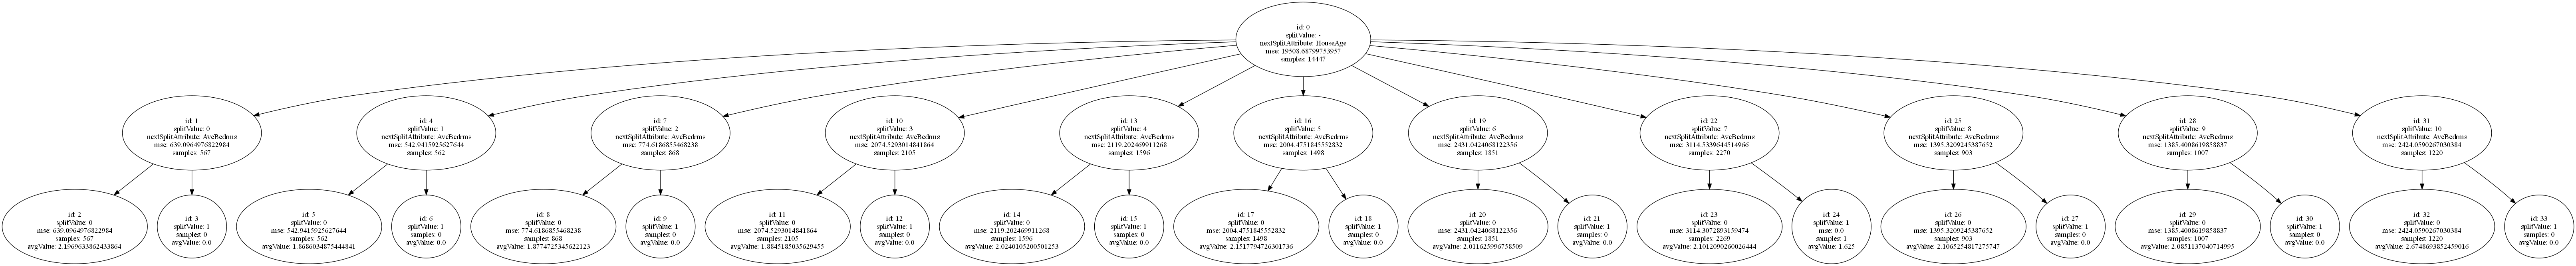 id: 0
splitValue: -
nextSplitAttribute: HouseAge
mse: 19508.68799753957
samples: 14447
id: 1
splitValue: 0
nextSplitAttribute: AveBedrms
mse: 639.0964976822984
samples: 567
id: 4
splitValue: 1
nextSplitAttribute: AveBedrms
mse: 542.9415925627644
samples: 562
id: 7
splitValue: 2
nextSplitAttribute: AveBedrms
mse: 774.6186855468238
samples: 868
id: 10
splitValue: 3
nextSplitAttribute: AveBedrms
mse: 2074.5293014841864
samples: 2105
id: 13
splitValue: 4
nextSplitAttribute: AveBedrms
mse: 2119.202469911268
samples: 1596
id: 16
splitValue: 5
nextSplitAttribute: AveBedrms
mse: 2004.4751845552832
samples: 1498
id: 19
splitValue: 6
nextSplitAttribute: AveBedrms
mse: 2431.0424068122356
samples: 1851
id: 22
splitValue: 7
nextSplitAttribute: AveBedrms
mse: 3114.5339644514966
samples: 2270
id: 25
splitValue: 8
nextSplitAttribute: AveBedrms
mse: 1395.3209245387652
samples: 903
id: 28
splitValue: 9
nextSplitAttribute: AveBedrms
mse: 1385.4008619858837
samples: 1007
id: 31
splitValue: 10
nextSplitAttribute: AveBedrms
mse: 2424.0590267030384
samples: 1220
id: 2
splitValue: 0
mse: 639.0964976822984
samples: 567
avgValue: 2.1969633862433864
id: 3
splitValue: 1
samples: 0
avgValue: 0.0
id: 5
splitValue: 0
mse: 542.9415925627644
samples: 562
avgValue: 1.8686034875444841
id: 6
splitValue: 1
samples: 0
avgValue: 0.0
id: 8
splitValue: 0
mse: 774.6186855468238
samples: 868
avgValue: 1.8774725345622123
id: 9
splitValue: 1
samples: 0
avgValue: 0.0
id: 11
splitValue: 0
mse: 2074.5293014841864
samples: 2105
avgValue: 1.8845185035629455
id: 12
splitValue: 1
samples: 0
avgValue: 0.0
id: 14
splitValue: 0
mse: 2119.202469911268
samples: 1596
avgValue: 2.0240105200501253
id: 15
splitValue: 1
samples: 0
avgValue: 0.0
id: 17
splitValue: 0
mse: 2004.4751845552832
samples: 1498
avgValue: 2.1517794726301736
id: 18
splitValue: 1
samples: 0
avgValue: 0.0
id: 20
splitValue: 0
mse: 2431.0424068122356
samples: 1851
avgValue: 2.011625996758509
id: 21
splitValue: 1
samples: 0
avgValue: 0.0
id: 23
splitValue: 0
mse: 3114.3072893159474
samples: 2269
avgValue: 2.1012090260026444
id: 24
splitValue: 1
mse: 0.0
samples: 1
avgValue: 1.625
id: 26
splitValue: 0
mse: 1395.3209245387652
samples: 903
avgValue: 2.1065254817275747
id: 27
splitValue: 1
samples: 0
avgValue: 0.0
id: 29
splitValue: 0
mse: 1385.4008619858837
samples: 1007
avgValue: 2.0851137040714995
id: 30
splitValue: 1
samples: 0
avgValue: 0.0
id: 32
splitValue: 0
mse: 2424.0590267030384
samples: 1220
avgValue: 2.6748693852459016
id: 33
splitValue: 1
samples: 0
avgValue: 0.0